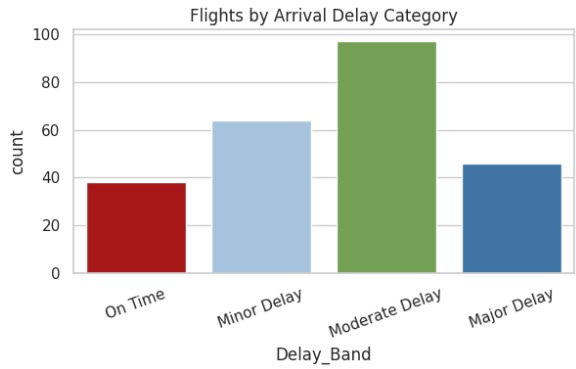 Flights by Arrival Delay Category
100
80
60
40
20
0
count
On Time
Minor Delay
Moderate Delay
Major Delay
Delay_Band